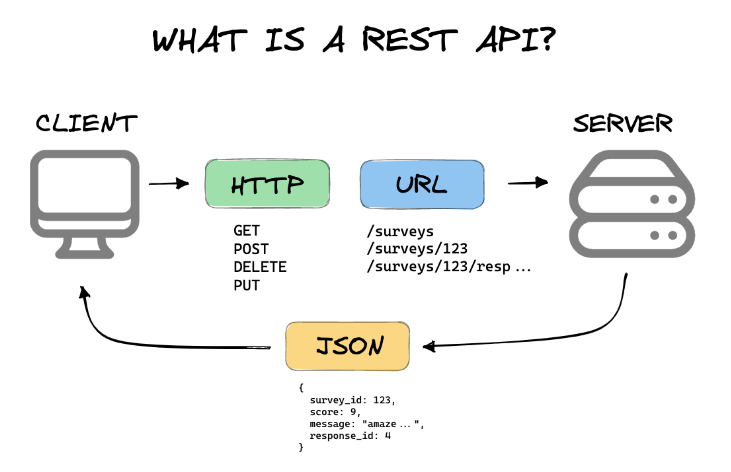 WHAT IS A REST API?
CLIENT
SERVER
HTTP
URL
GET
POST
DELETE
PUT
/surveys
/surveys/123
/surveys/123/resp...
JSON
{
survey_id: 123,
score: 9,
message: "amaze...",
response_id: 4
}